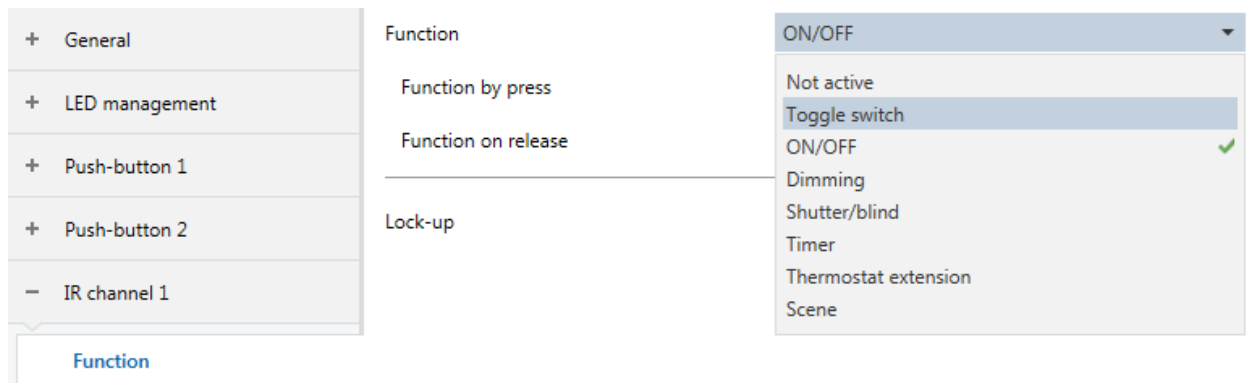 + General
+ LED management
+ Push-button 1
+ Push-button 2
− IR channel 1
Function
Function
Function by press
Function on release
Lock-up
ON/OFF
Not active
Toggle switch
ON/OFF
Dimming
Shutter/blind
Timer
Thermostat extension
Scene